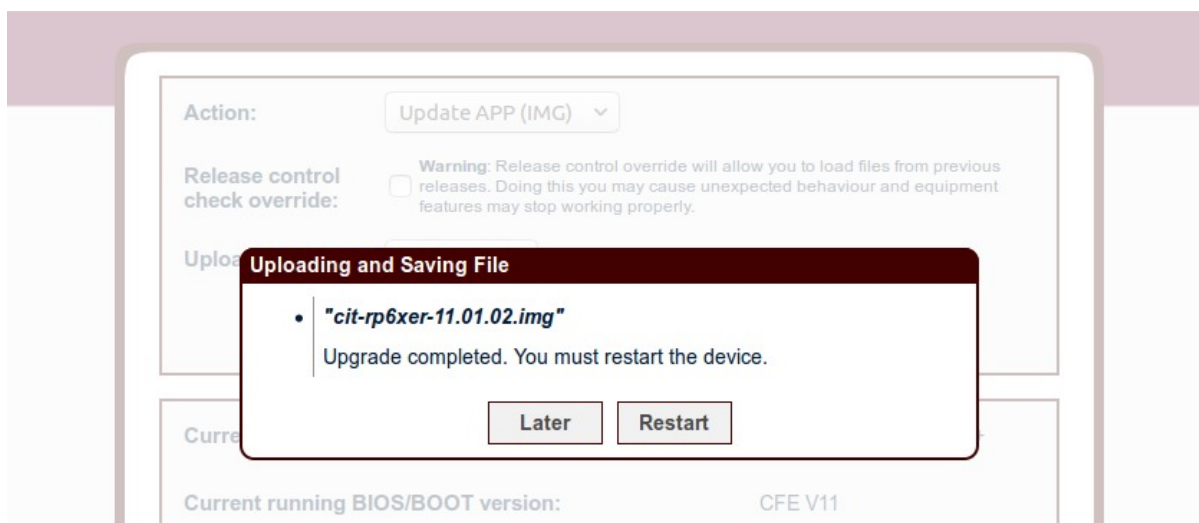 Action:
Update APP (IMG)
Release control
check override:
Warning: Release control override will allow you to load files from previous
releases. Doing this you may cause unexpected behaviour and equipment
features may stop working properly.
Uploa
Uploading and Saving File
"cit-rp6xer-11.01.02.img"
Upgrade completed. You must restart the device.
Later
Restart
Curre
Current running BIOS/BOOT version:
CFE V11